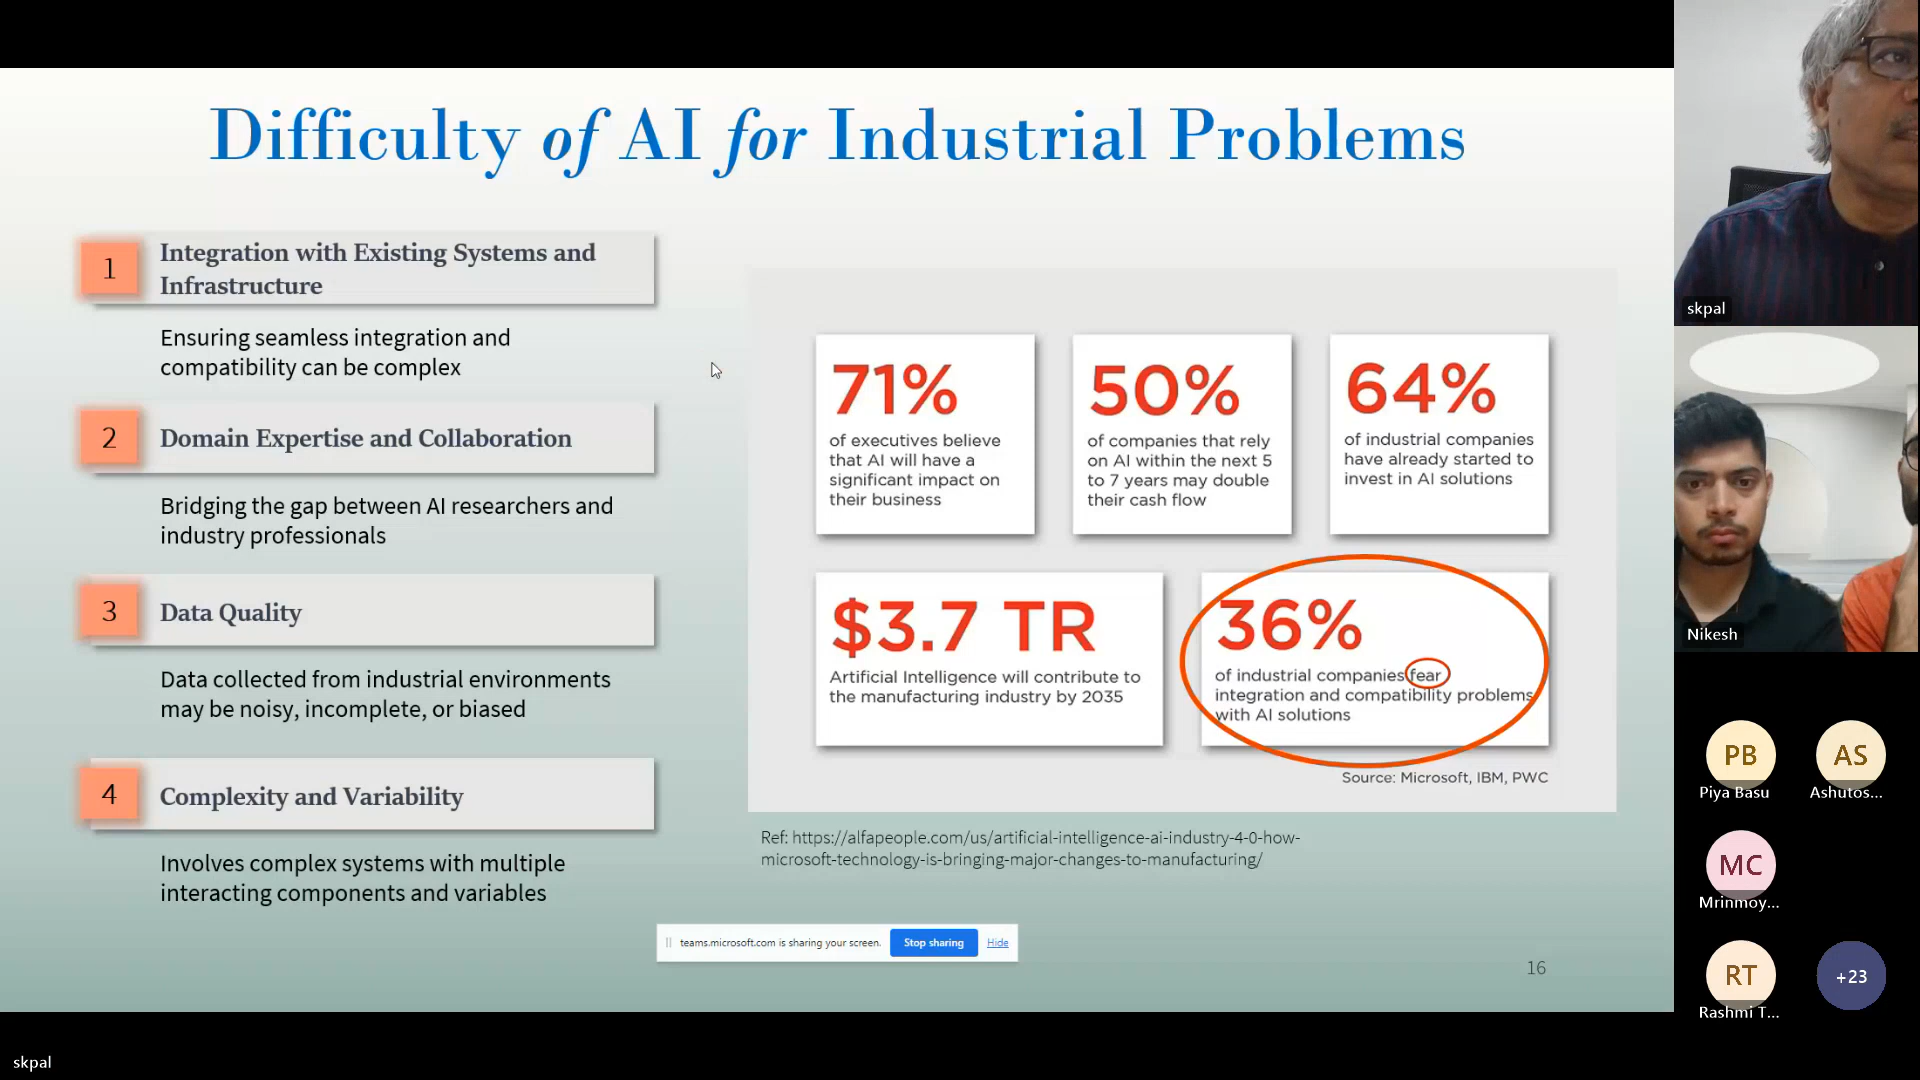 Difficulty of AI for Industrial Problems
1
Integration with Existing Systems and
Infrastructure
Ensuring seamless integration and
compatibility can be complex
2
Domain Expertise and Collaboration
Bridging the gap between AI researchers and
industry professionals
3
Data Quality
Data collected from industrial environments
may be noisy, incomplete, or biased
4
Complexity and Variability
Involves complex systems with multiple
interacting components and variables
71%
of executives believe
that AI will have a
significant impact on
their business
50%
of companies that rely
on AI within the next 5
to 7 years may double
their cash flow
64%
of industrial companies
have already started to
invest in AI solutions
$3.7 TR
Artificial Intelligence will contribute to
the manufacturing industry by 2035
36%
of industrial companies fear
integration and compatibility problems
with AI solutions
Source: Microsoft, IBM, PWC
Ref: https://alfapeople.com/us/artificial-intelligence-ai-industry-4-0-how-
microsoft-technology-is-bringing-major-changes-to-manufacturing/
teams.microsoft.com is sharing your screen.
Stop sharing
Hide
16
skpal
Nikesh
PB
Piya Basu
AS
Ashutos...
MC
Mrinmoy...
RT
Rashmi T...
+23
skpal